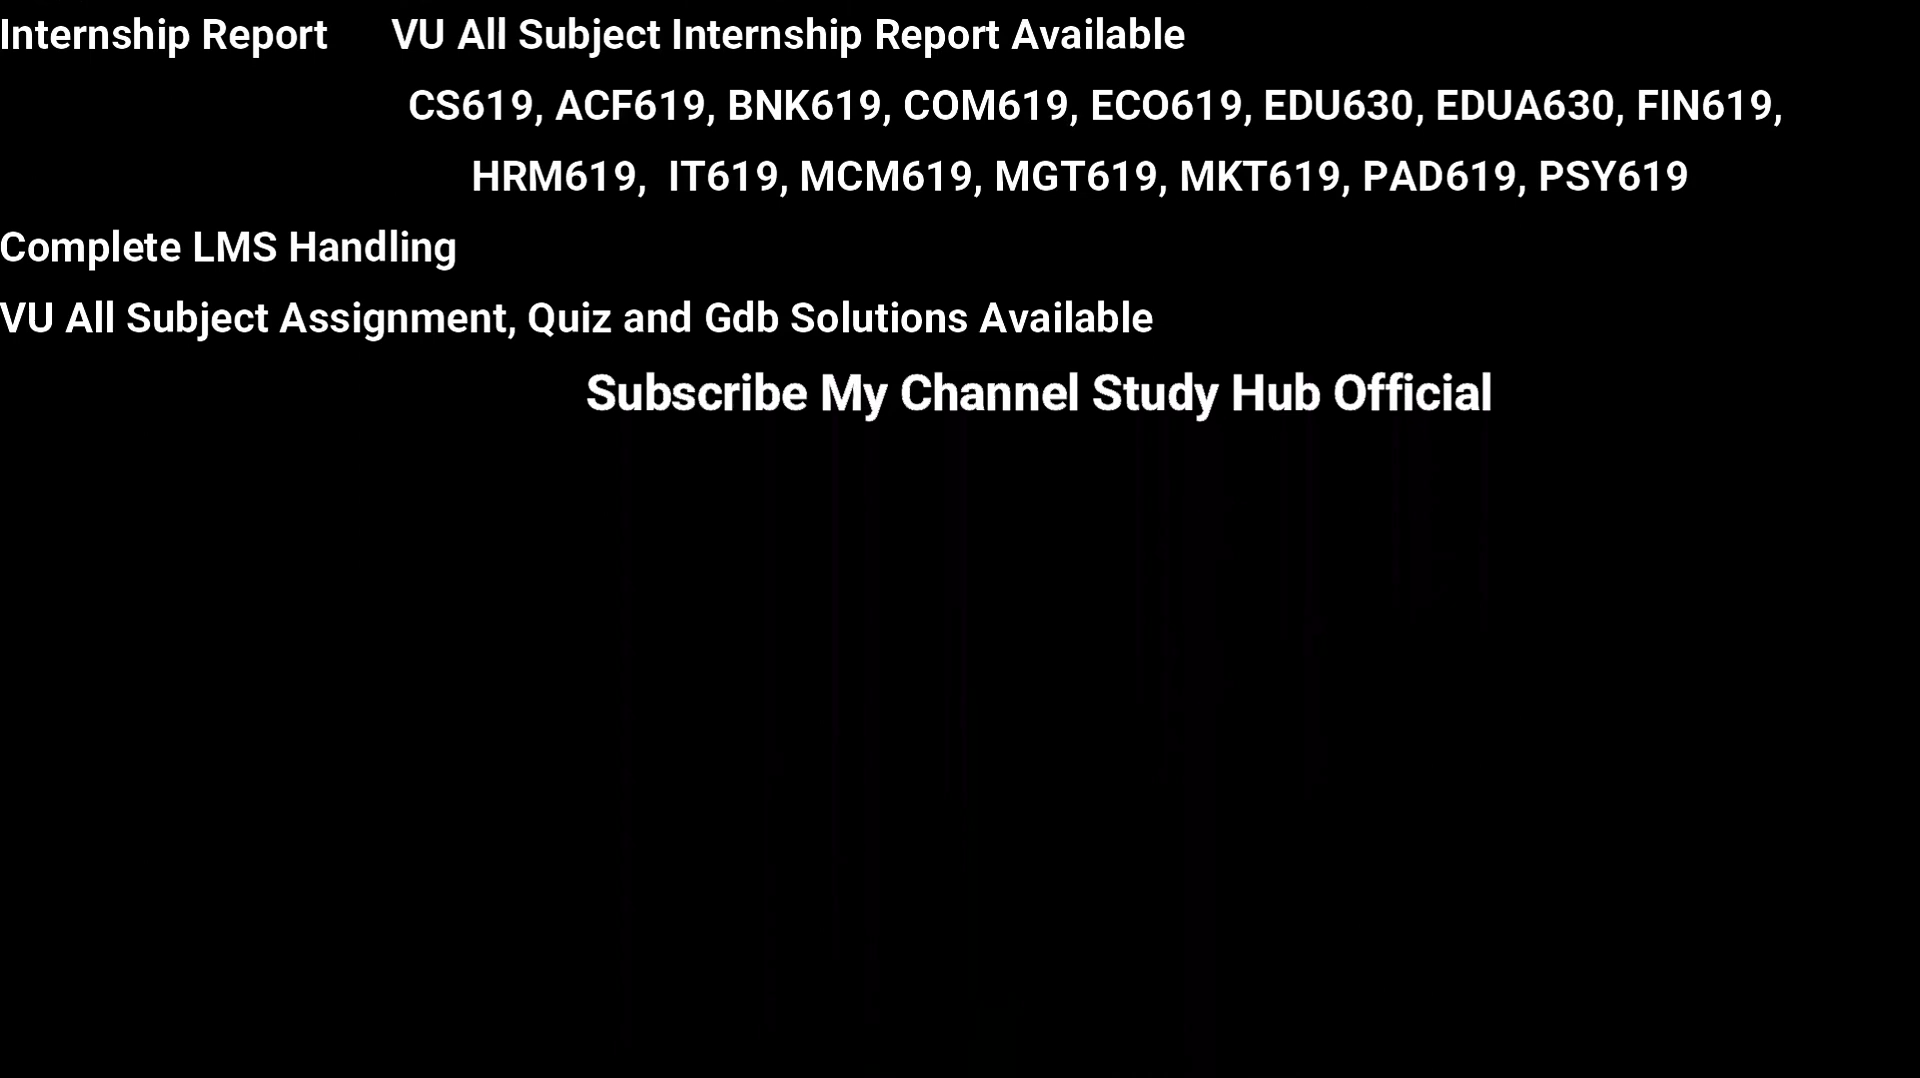 Internship Report      VU All Subject Internship Report Available
CS619, ACF619, BNK619, COM619, ECO619, EDU630, EDUA630, FIN619,
HRM619,  IT619, MCM619, MGT619, MKT619, PAD619, PSY619
Complete LMS Handling
VU All Subject Assignment, Quiz and Gdb Solutions Available
Subscribe My Channel Study Hub Official